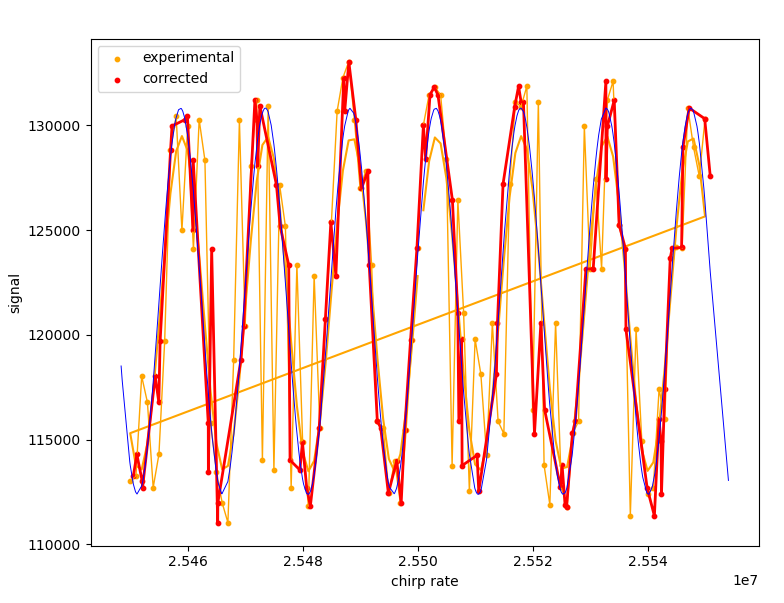 experimental
corrected
130000
125000
120000
115000
110000
signal
2.546 2.548 2.550 2.552 2.554
chirp rate
1e7